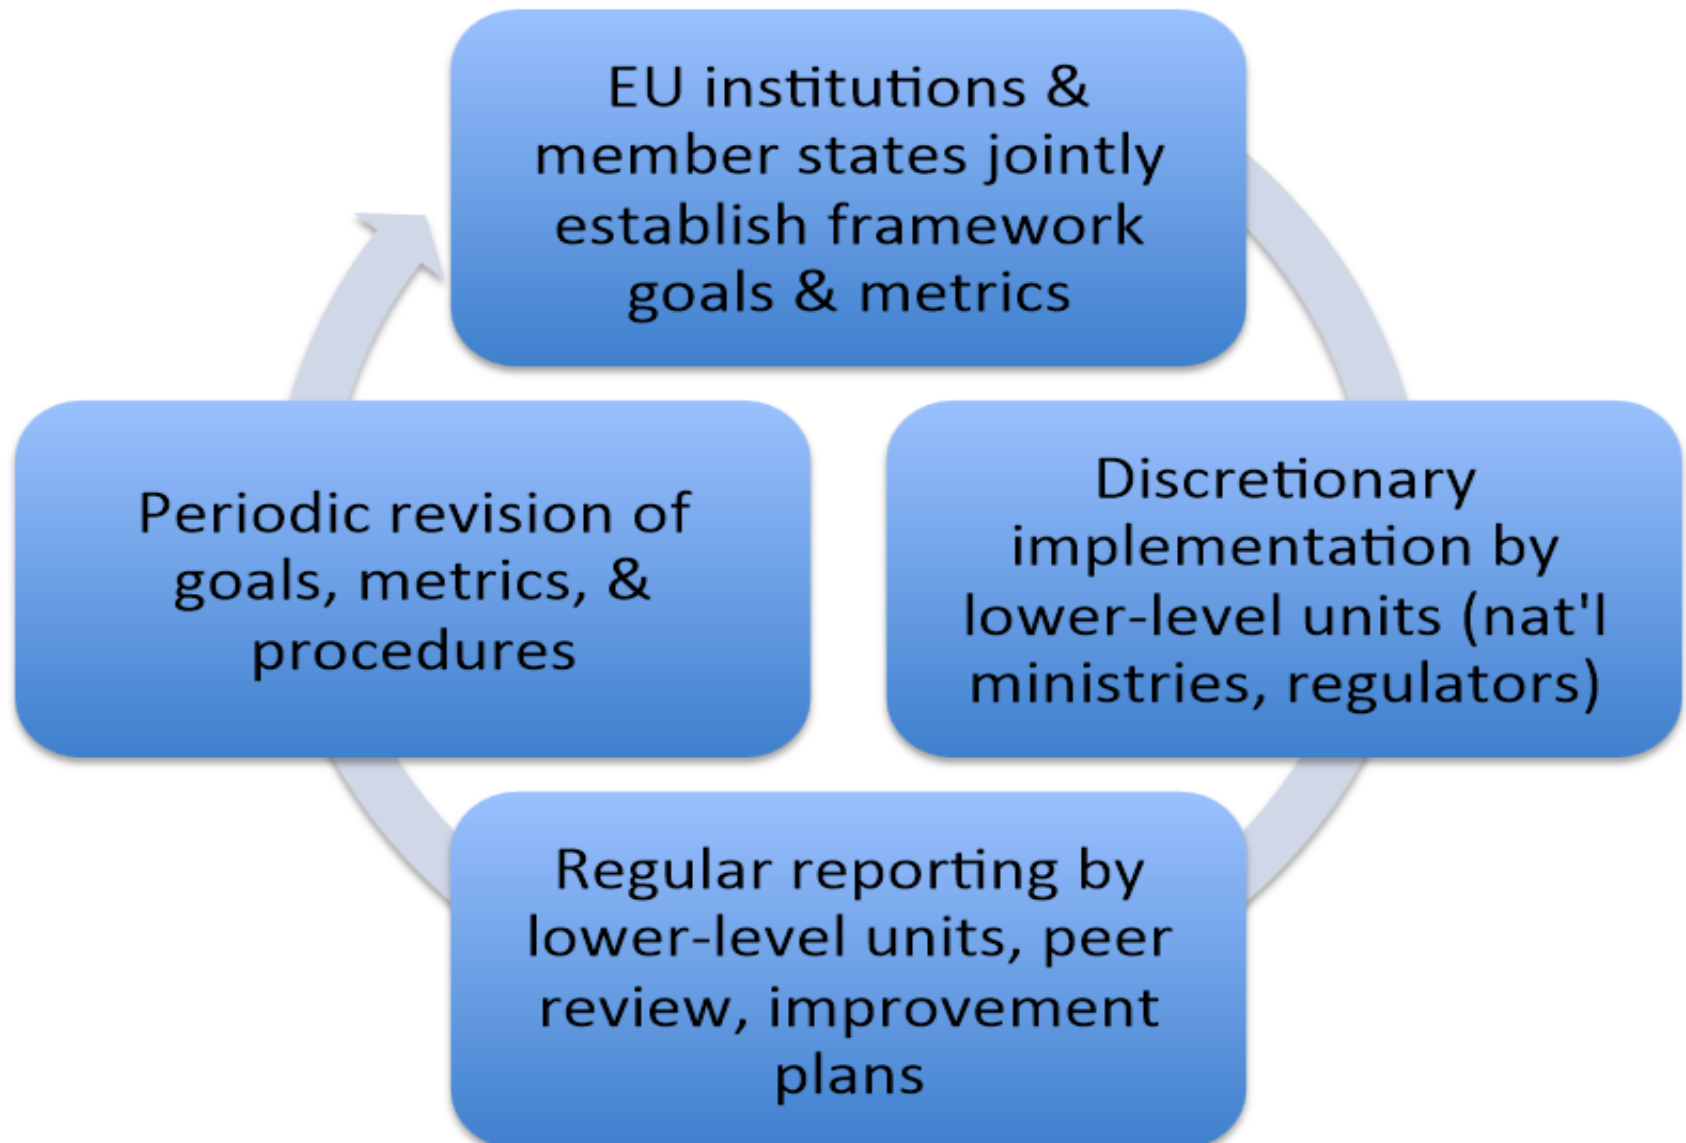 EU institutions &
member states jointly
establish framework
goals & metrics
Discretionary
implementation by
lower-level units (nat'l
ministries, regulators)
Regular reporting by
lower-level units, peer
review, improvement
plans
Periodic revision of
goals, metrics, &
procedures